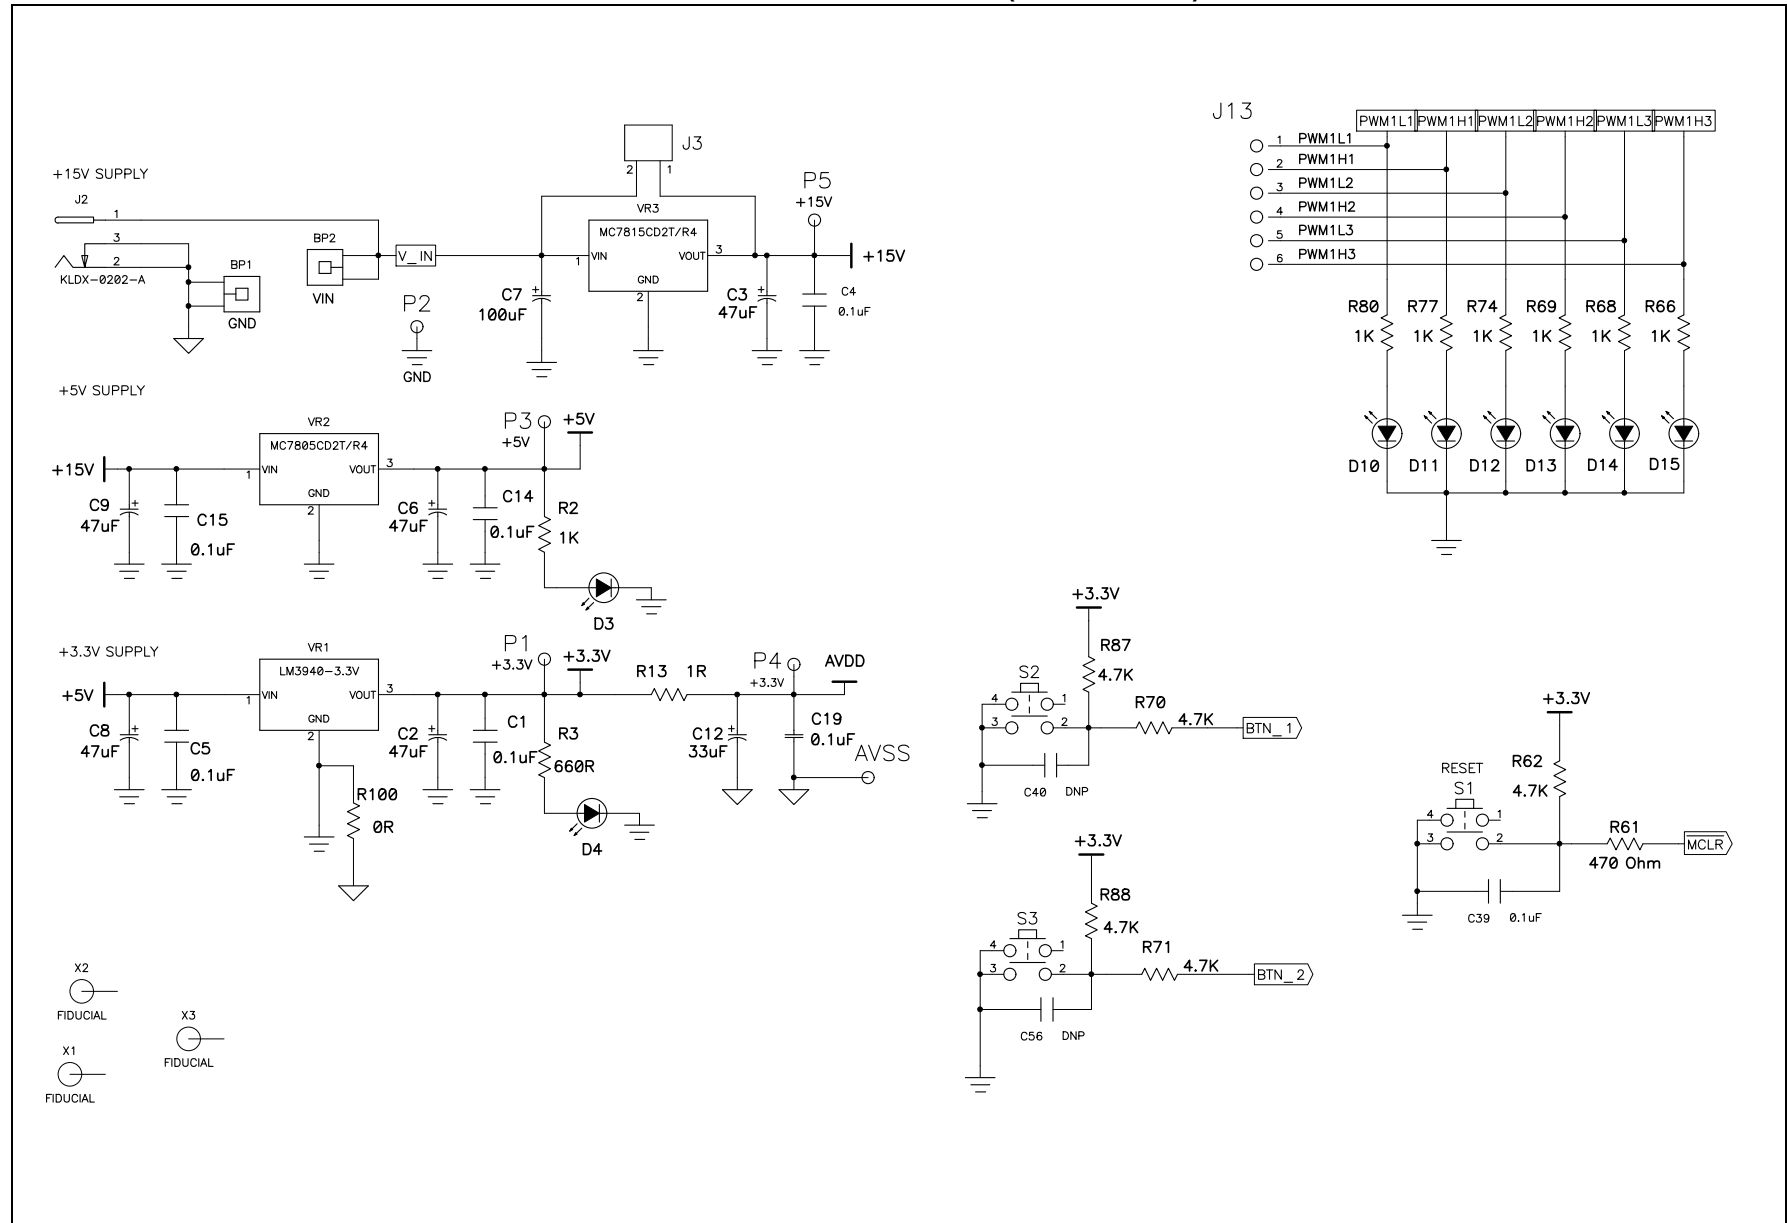 +15V SUPPLY
J2
1
3
2
KLDX-0202-A
BP1
GND
BP2
VIN
V_IN
P2
GND
J3
2 1
VR3
MC7815CD2T/R4
1 VIN VOUT 3
GND
2
C7
100uF
+
C3
47uF
+
C4
0.1uF
P5
+15V
+15V
+5V SUPPLY
VR2
MC7805CD2T/R4
+15V
1 VIN VOUT 3
GND
2
C9
47uF
+
C15
0.1uF
C6
47uF
+
C14
0.1uF
P3
+5V
+5V
R2
1K
D3
+3.3V SUPPLY
VR1
LM3940-3.3V
+5V
1 VIN VOUT 3
GND
2
C8
47uF
+
C5
0.1uF
R100
0R
C2
47uF
+
C1
0.1uF
P1
+3.3V
+3.3V
R3
660R
D4
R13 1R
P4
+3.3V
AVDD
C12
33uF
+
C19
0.1uF
AVSS
X2
FIDUCIAL
X3
FIDUCIAL
X1
FIDUCIAL
J13
PWM1L1 PWM1H1 PWM1L2 PWM1H2 PWM1L3 PWM1H3
1 PWM1L1
2 PWM1H1
3 PWM1L2
4 PWM1H2
5 PWM1L3
6 PWM1H3
R80 R77 R74 R69 R68 R66
1K 1K 1K 1K 1K 1K
D10 D11 D12 D13 D14 D15
+3.3V
R87
4.7K
S2
4 1
3 2
R70
4.7K
BTN_1
C40 DNP
+3.3V
R88
4.7K
S3
4 1
3 2
R71
4.7K
BTN_2
C56 DNP
+3.3V
R62
4.7K
RESET
S1
4 1
3 2
R61
470 Ohm
MCLR
C39 0.1uF